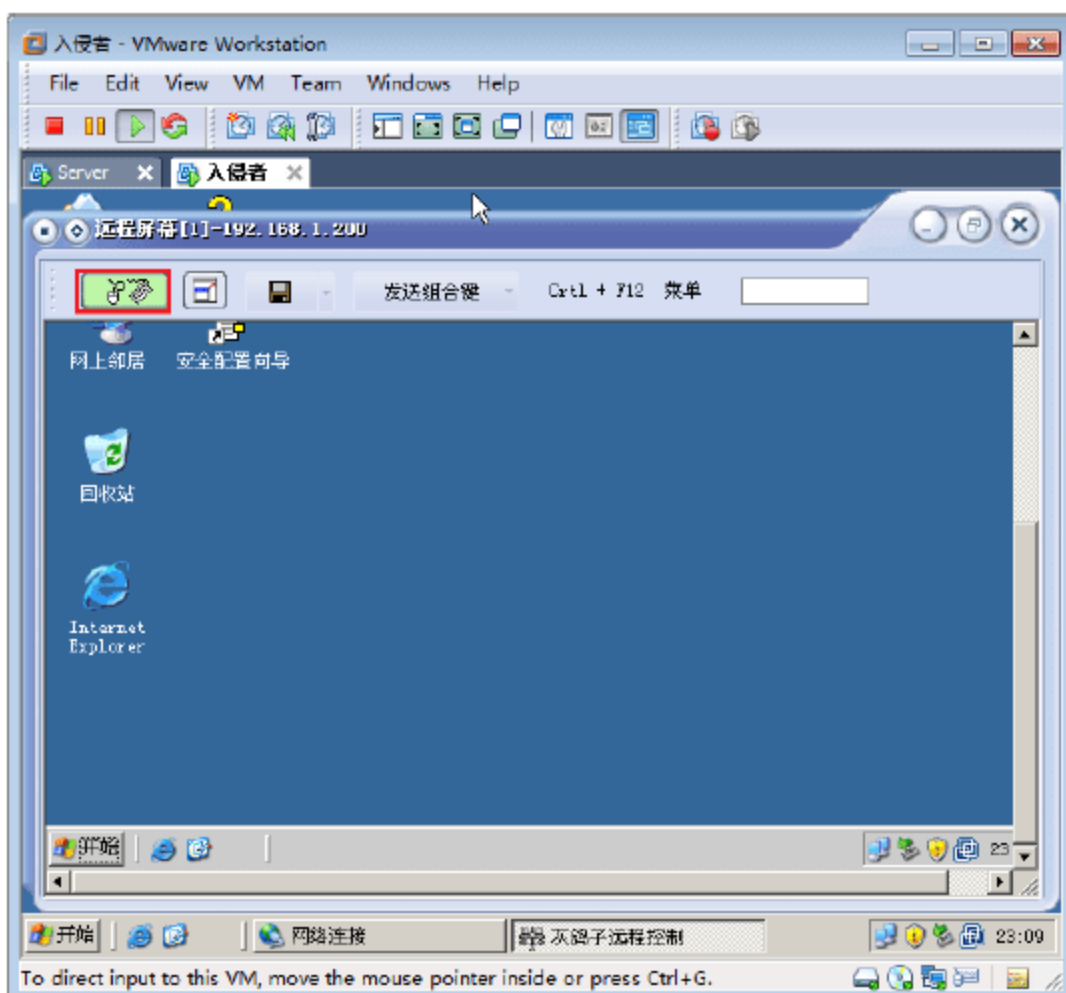 入侵者 - VMware Workstation
File Edit View VM Team Windows Help
Server 入侵者
远程屏幕[1]-192.168.1.200
发送组合键 Crtl + F12 菜单
网上邻居 安全配置向导
回收站
Internet
Explorer
开始 23
开始 网络连接 灰鸽子远程控制 23:09
To direct input to this VM, move the mouse pointer inside or press Ctrl+G.